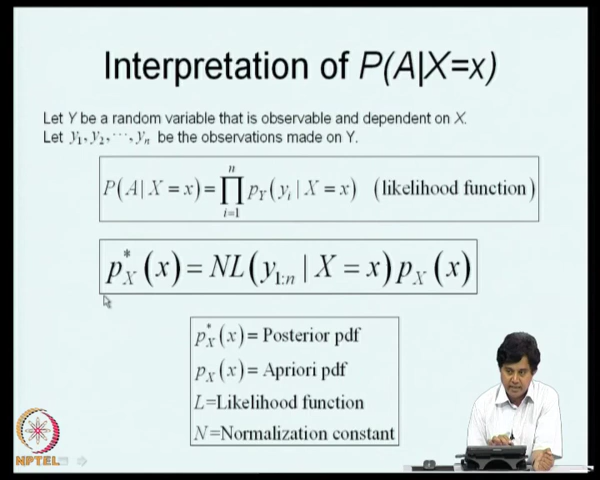 Interpretation of P(A|X=x)
Let Y be a random variable that is observable and dependent on X.
Let y₁, y₂, ⋯, yₙ be the observations made on Y.
P(A | X = x) = ∏ᵢ₌₁ⁿ p_Y(yᵢ | X = x) (likelihood function)
p*_X(x) = NL(y₁:ₙ | X = x) p_X(x)
p*_X(x) = Posterior pdf
p_X(x) = Apriori pdf
L=Likelihood function
N=Normalization constant
NPTEL